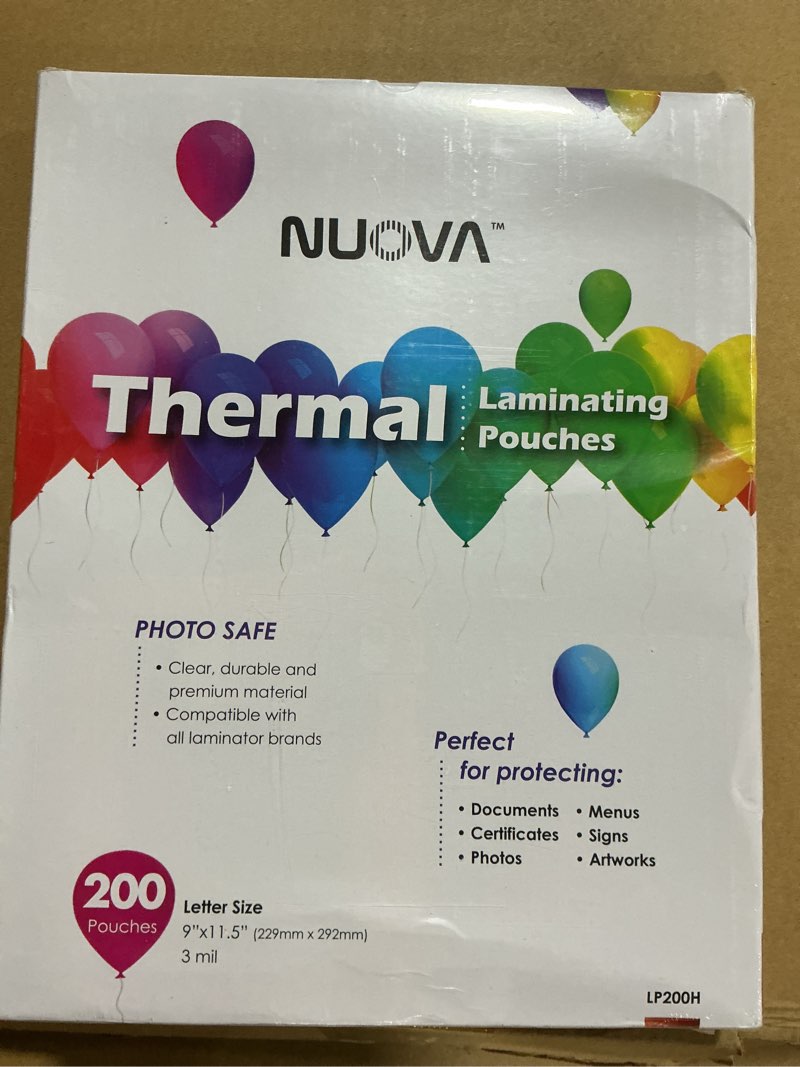 NUOVA™
Thermal
Laminating
Pouches
PHOTO SAFE
• Clear, durable and
premium material
• Compatible with
all laminator brands
Perfect
for protecting:
• Documents • Menus
• Certificates • Signs
• Photos • Artworks
200
Pouches
Letter Size
9”x11.5” (229mm x 292mm)
3 mil
LP200H